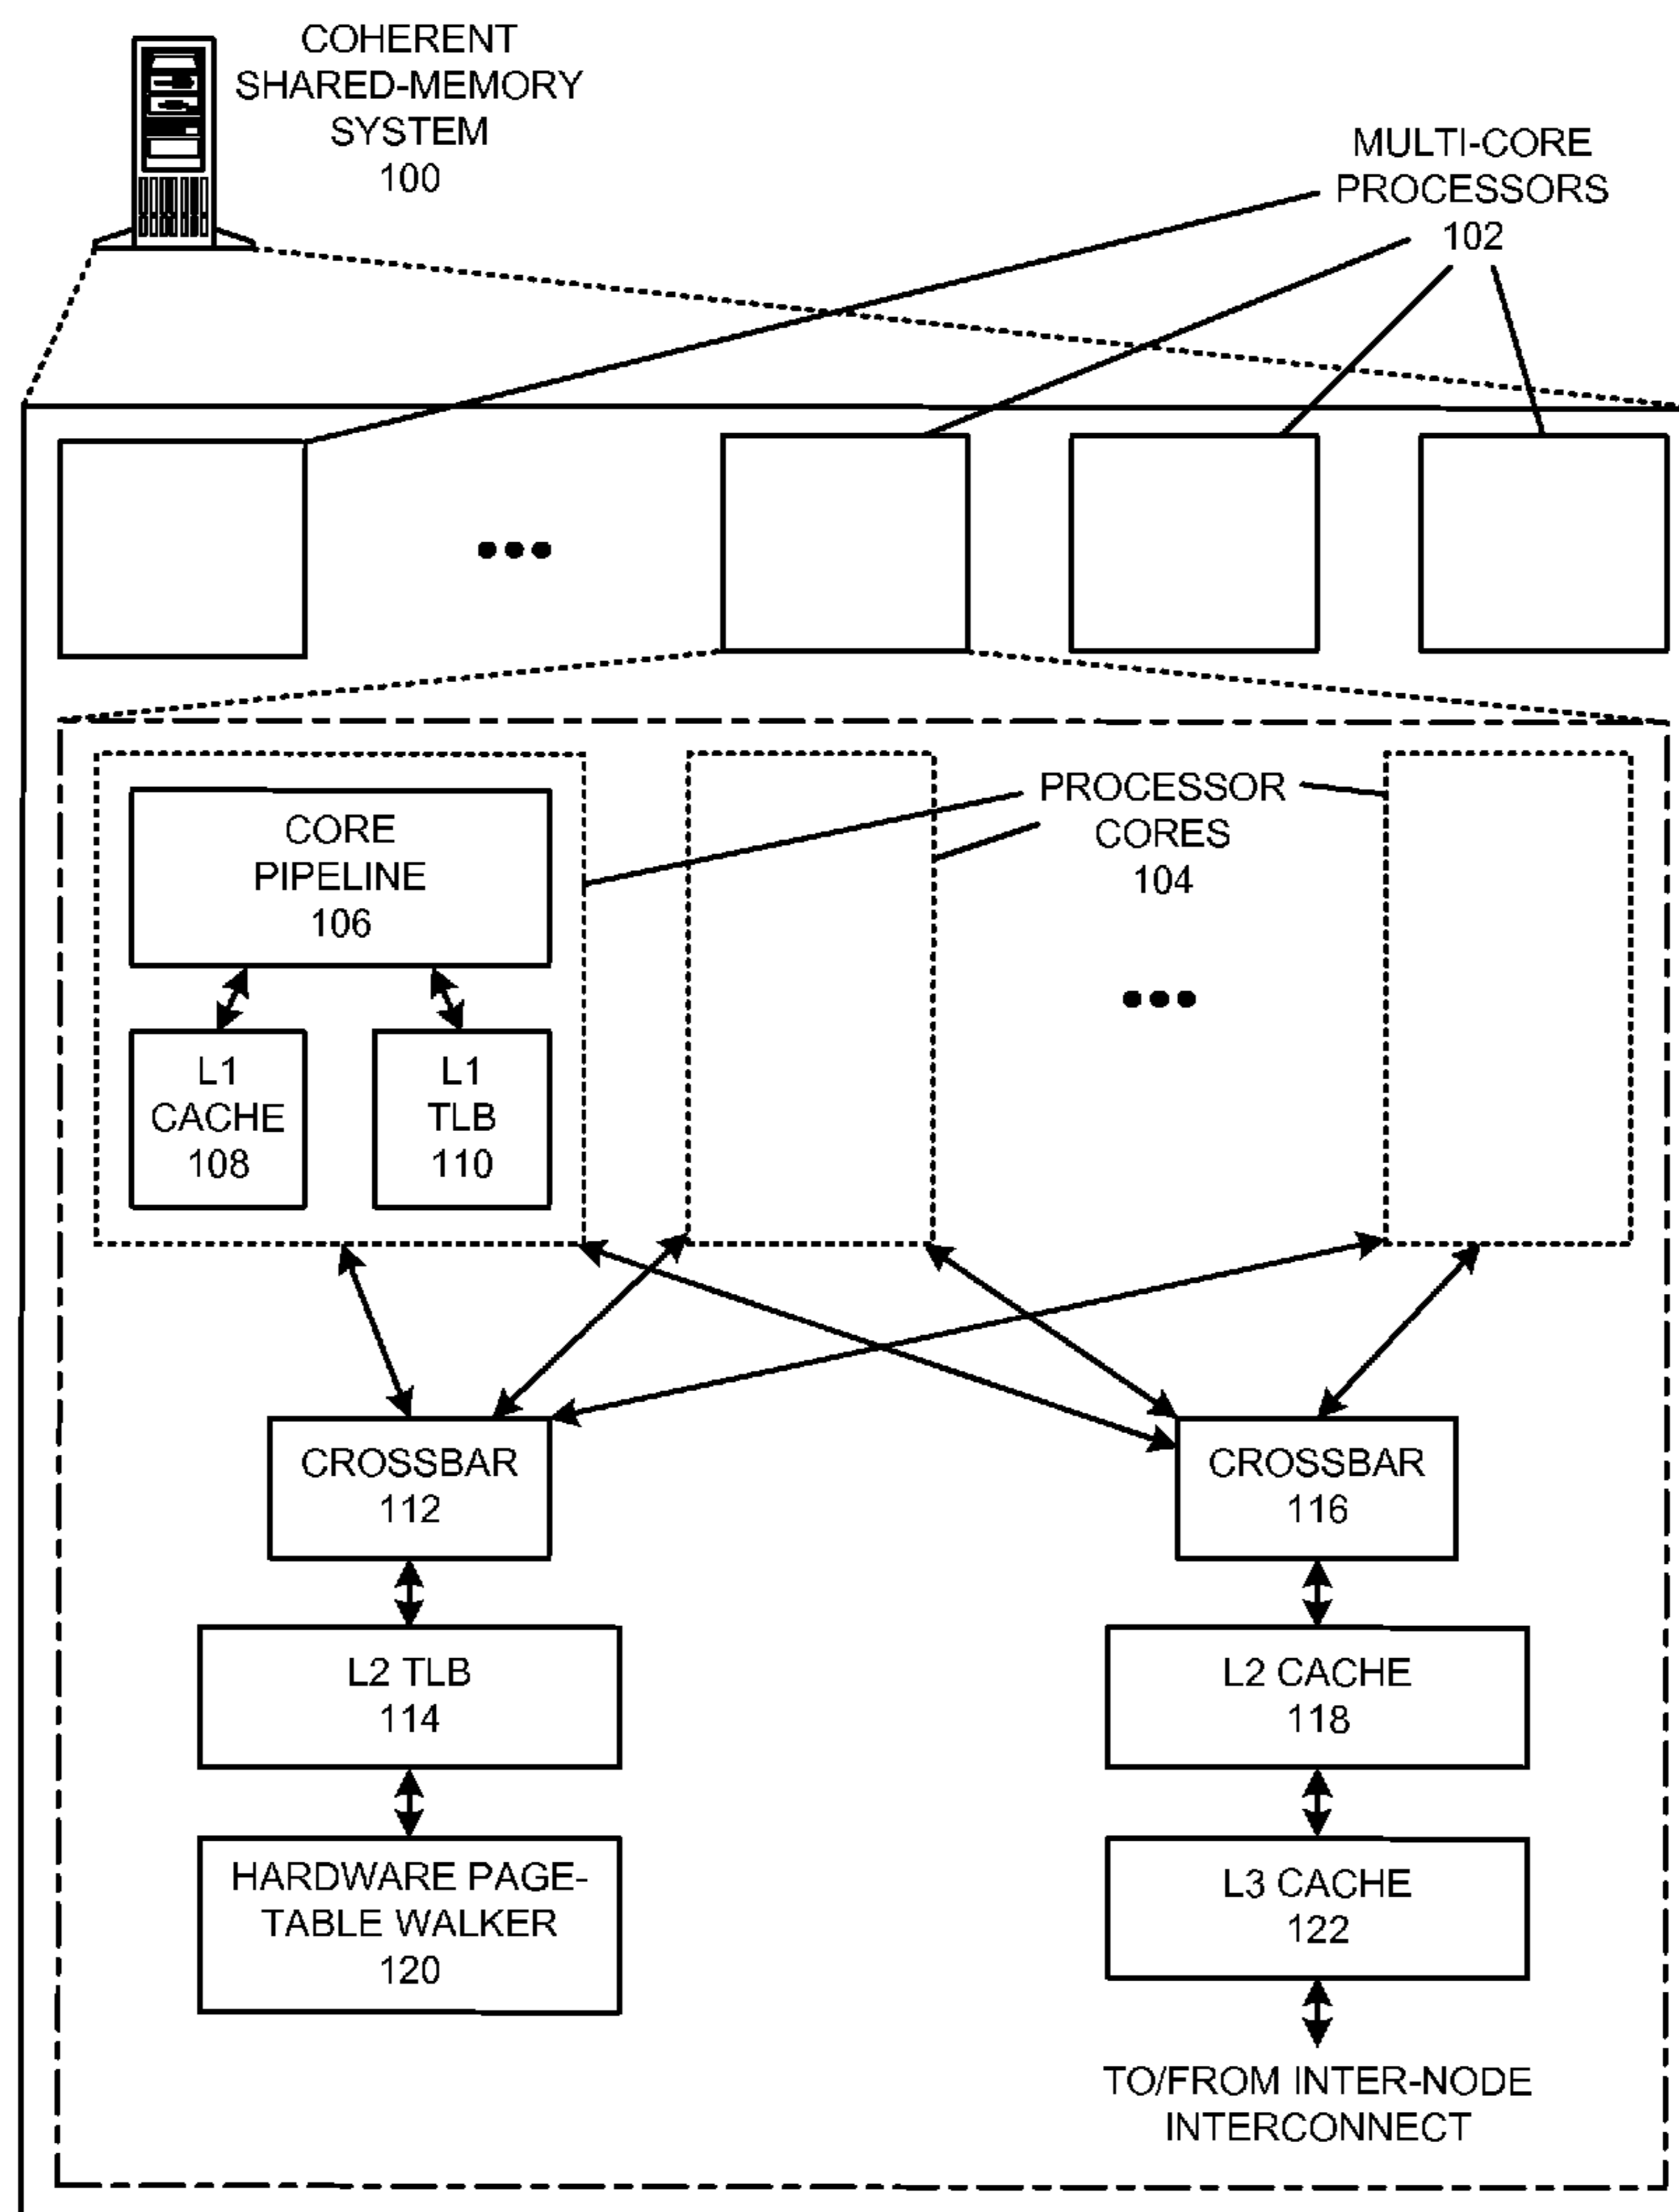 COHERENT
SHARED-MEMORY
SYSTEM
100
MULTI-CORE
PROCESSORS
102
PROCESSOR
CORES
104
CORE
PIPELINE
106
L1
CACHE
108
L1
TLB
110
CROSSBAR
112
CROSSBAR
116
L2 TLB
114
L2 CACHE
118
HARDWARE PAGE-
TABLE WALKER
120
L3 CACHE
122
TO/FROM INTER-NODE
INTERCONNECT